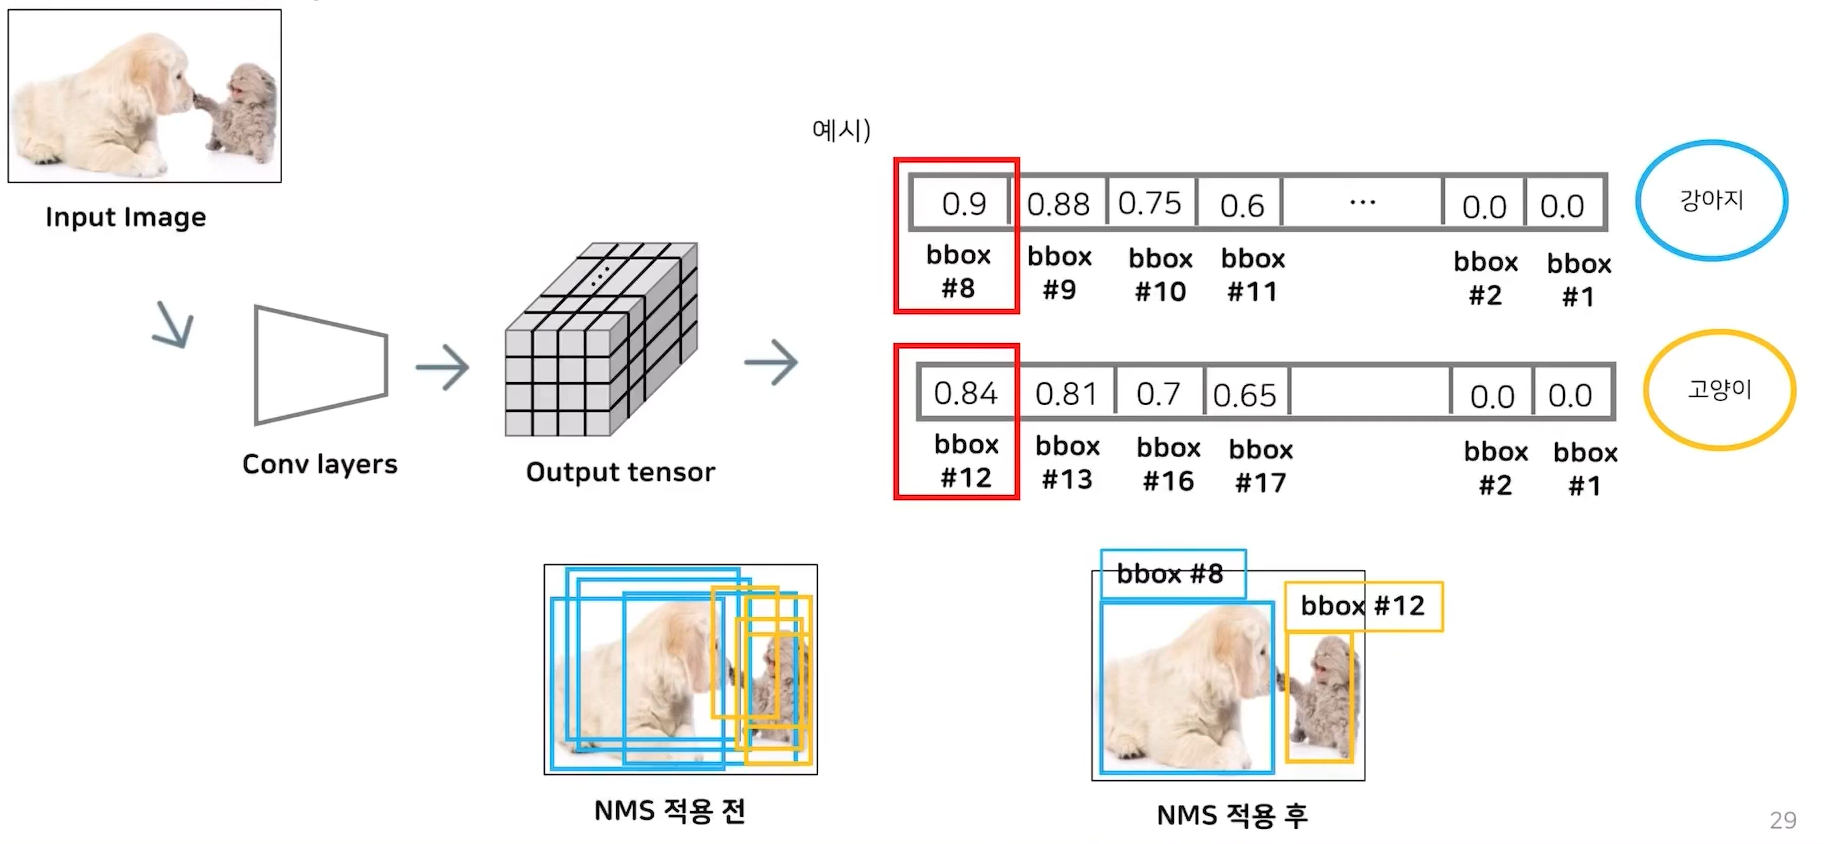 Input Image
Conv layers
Output tensor
예시)
0.9 0.88 0.75 0.6 ... 0.0 0.0
bbox #8
bbox #9
bbox #10
bbox #11
bbox #2
bbox #1
강아지
0.84 0.81 0.7 0.65 0.0 0.0
bbox #12
bbox #13
bbox #16
bbox #17
bbox #2
bbox #1
고양이
NMS 적용 전
bbox #8
bbox #12
NMS 적용 후
29